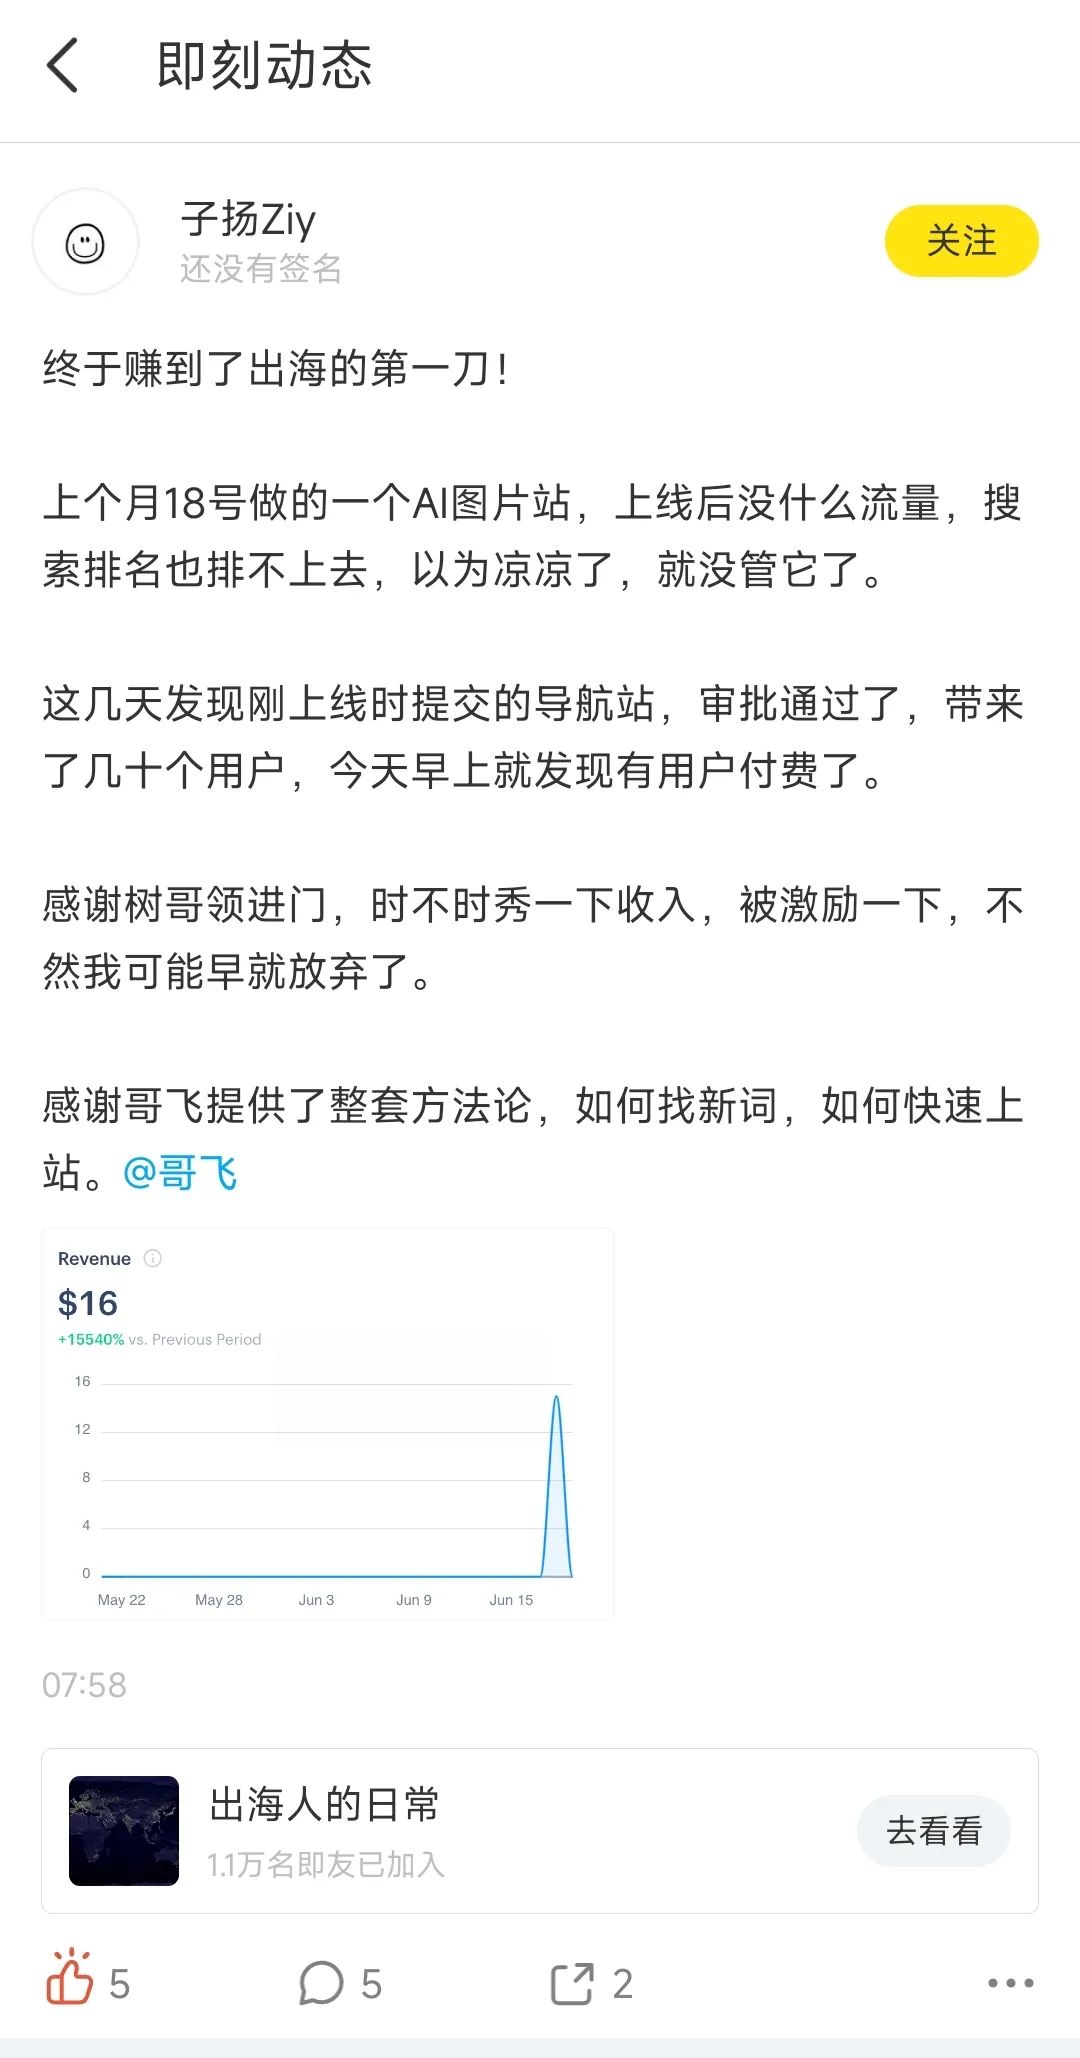 即刻动态
子扬Ziy
还没有签名
关注
终于赚到了出海的第一刀！
上个月18号做的一个AI图片站，上线后没什么流量，搜
索排名也排不上去，以为凉凉了，就没管它了。
这几天发现刚上线时提交的导航站，审批通过了，带来
了几十个用户，今天早上就发现有用户付费了。
感谢树哥领进门，时不时秀一下收入，被激励一下，不
然我可能早就放弃了。
感谢哥飞提供了整套方法论，如何找新词，如何快速上
站。@哥飞
Revenue
$16
+15540% vs. Previous Period
16
12
8
4
0
May 22 May 28 Jun 3 Jun 9 Jun 15
07:58
出海人的日常
1.1万名即友已加入
去看看
5 5 2